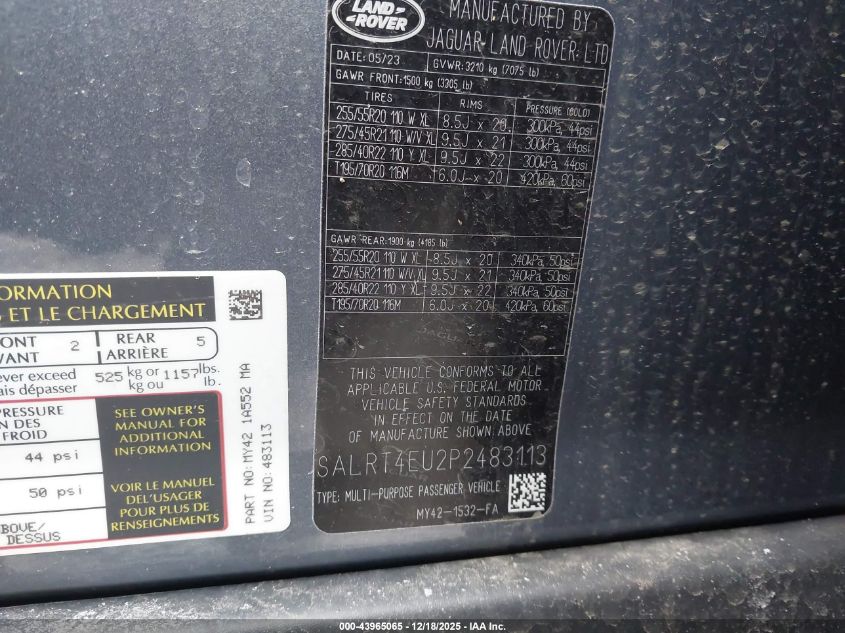 LAND
ROVER
MANUFACTURED BY
JAGUAR LAND ROVER LTD
DATE: 05/23
GVWR: 3210 kg (7075 lb)
GAWR FRONT: 1500 kg (3305 lb)
TIRES RIMS PRESSURE (COLD)
255/55R20 110 W XL 8.5J x 20 300kPa, 44psi
275/45R21 110 W/V XL 9.5J x 21 300kPa, 44psi
285/40R22 110 Y XL 9.5J x 22 300kPa, 44psi
T195/70R20 116M 6.0J x 20 420kPa, 60psi
GAWR REAR: 1900 kg (4185 lb)
255/55R20 110 W XL 8.5J x 20 340kPa, 50psi
275/45R21 110 W/V XL 9.5J x 21 340kPa, 50psi
285/40R22 110 Y XL 9.5J x 22 340kPa, 50psi
T195/70R20 116M 6.0J x 20 420kPa, 60psi
THIS VEHICLE CONFORMS TO ALL
APPLICABLE U.S. FEDERAL MOTOR
VEHICLE SAFETY STANDARDS
IN EFFECT ON THE DATE
OF MANUFACTURE SHOWN ABOVE
SALRT4EU2P2483113
TYPE: MULTI-PURPOSE PASSENGER VEHICLE
MY42-1532-FA
ORMATION
ET LE CHARGEMENT
ONT 2 REAR 5
VANT ARRIÈRE
ever exceed 525 kg or 1157 lbs.
ais dépasser kg ou lb.
PRESSURE
ON DES
FROID
44 psi
50 psi
BOVE/
DESSUS
SEE OWNER'S
MANUAL FOR
ADDITIONAL
INFORMATION
VOIR LE MANUEL
DEL'USAGER
POUR PLUS DE
RENSEIGNEMENTS
PART NO: MY42 1A552 MA
VIN NO: 483113
000-43965065 / 12/18/2025 - IAA Inc.